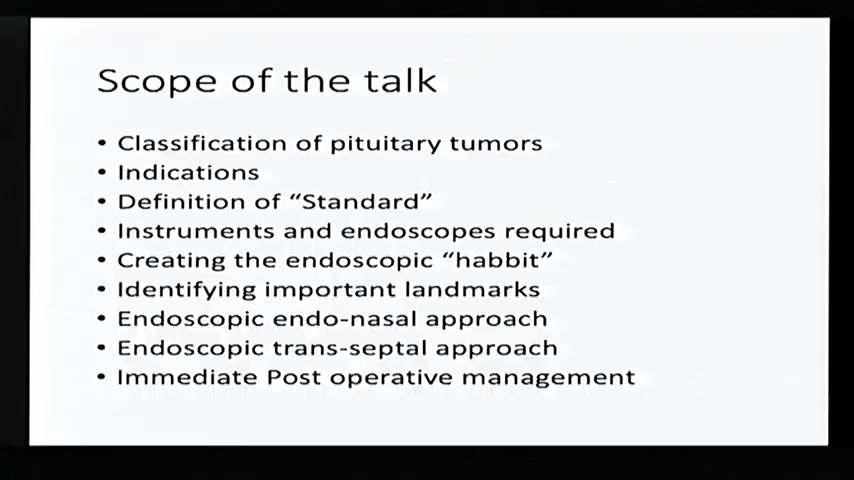 Scope of the talk
• Classification of pituitary tumors
• Indications
• Definition of “Standard”
• Instruments and endoscopes required
• Creating the endoscopic “habbit”
• Identifying important landmarks
• Endoscopic endo-nasal approach
• Endoscopic trans-septal approach
• Immediate Post operative management